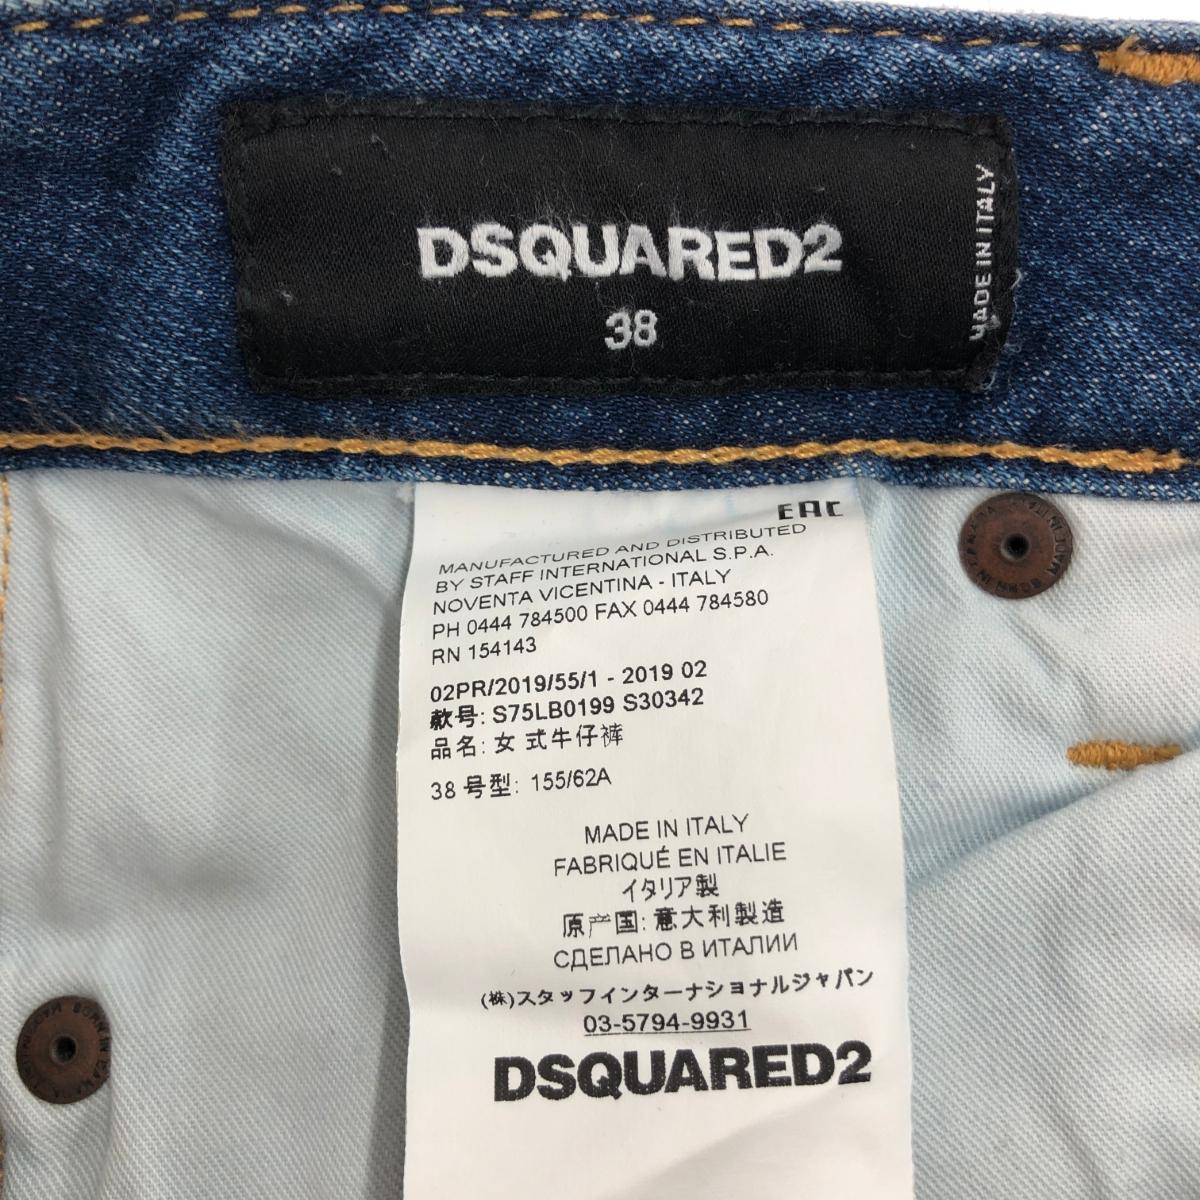 DSQUARED2
38
MADE IN ITALY
EAC
MANUFACTURED AND DISTRIBUTED
BY STAFF INTERNATIONAL S.P.A.
NOVENTA VICENTINA - ITALY
PH 0444 784500 FAX 0444 784580
RN 154143
02PR/2019/55/1 - 2019 02
款号: S75LB0199 S30342
品名: 女 式牛仔裤
38 号型: 155/62A
MADE IN ITALY
FABRIQUÉ EN ITALIE
イタリア製
原产国: 意大利製造
СДЕЛАНО В ИТАЛИИ
(株)スタッフインターナショナルジャパン
03-5794-9931
DSQUARED2